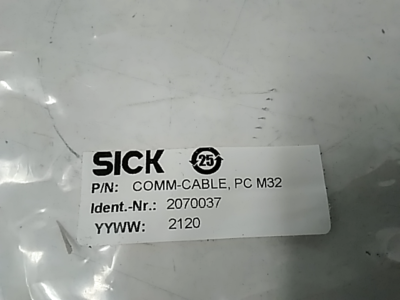 SICK 25
P/N: COMM-CABLE, PC M32
Ident.-Nr.: 2070037
YYWW: 2120